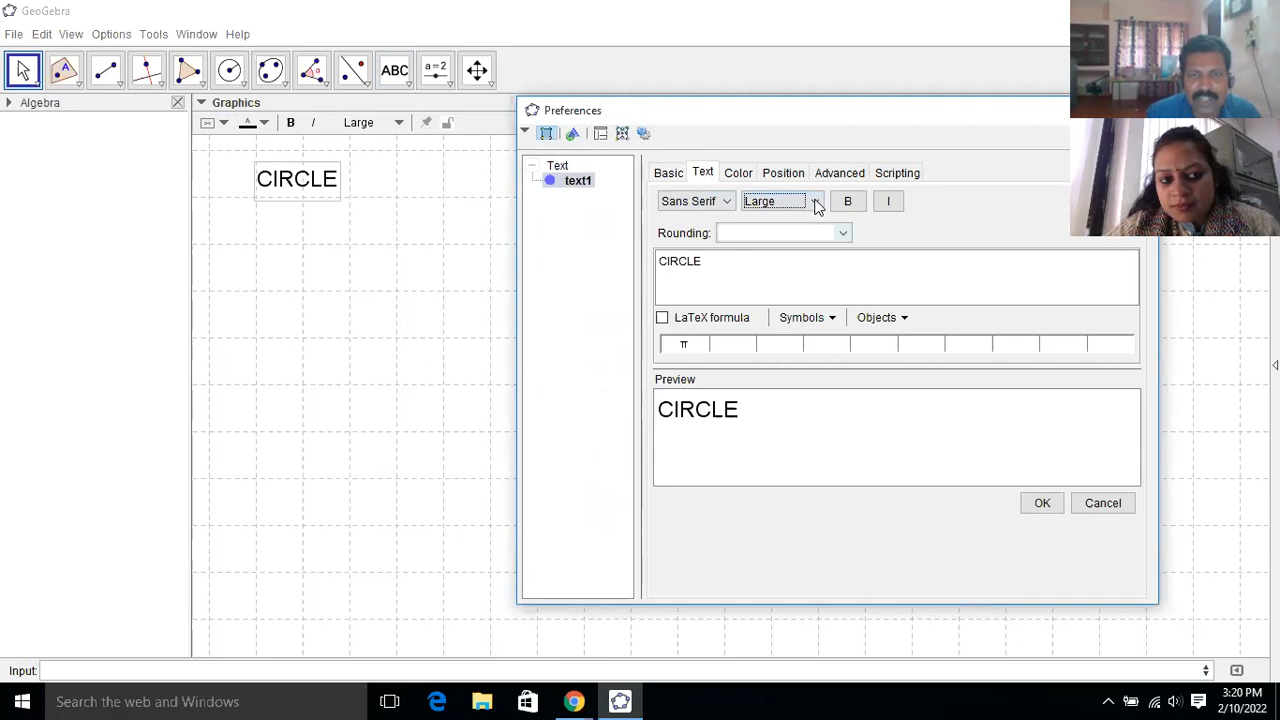 GeoGebra
File Edit View Options Tools Window Help
A ABC a=2
Algebra
Graphics
A B I Large
CIRCLE
Preferences
Text
text1
Basic Text Color Position Advanced Scripting
Sans Serif Large B I
Rounding:
CIRCLE
LaTeX formula Symbols Objects
π
Preview
CIRCLE
OK Cancel
Input:
Search the web and Windows
3:20 PM
2/10/2022